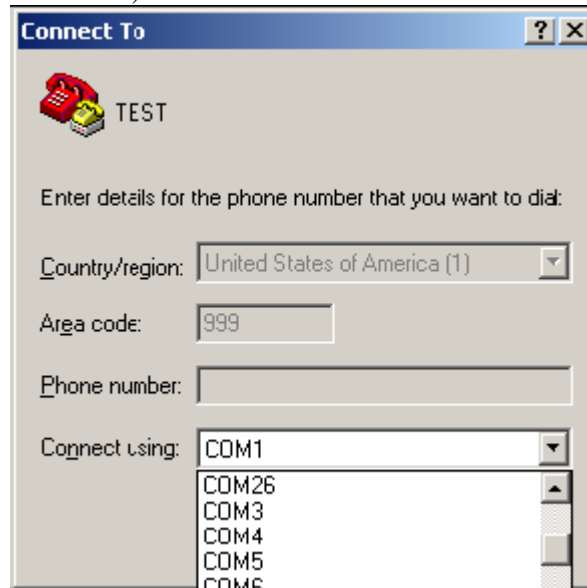 Connect To
TEST
Enter details for the phone number that you want to dial:
Country/region: United States of America (1)
Area code: 999
Phone number:
Connect using: COM1
COM26
COM3
COM4
COM5
COM6